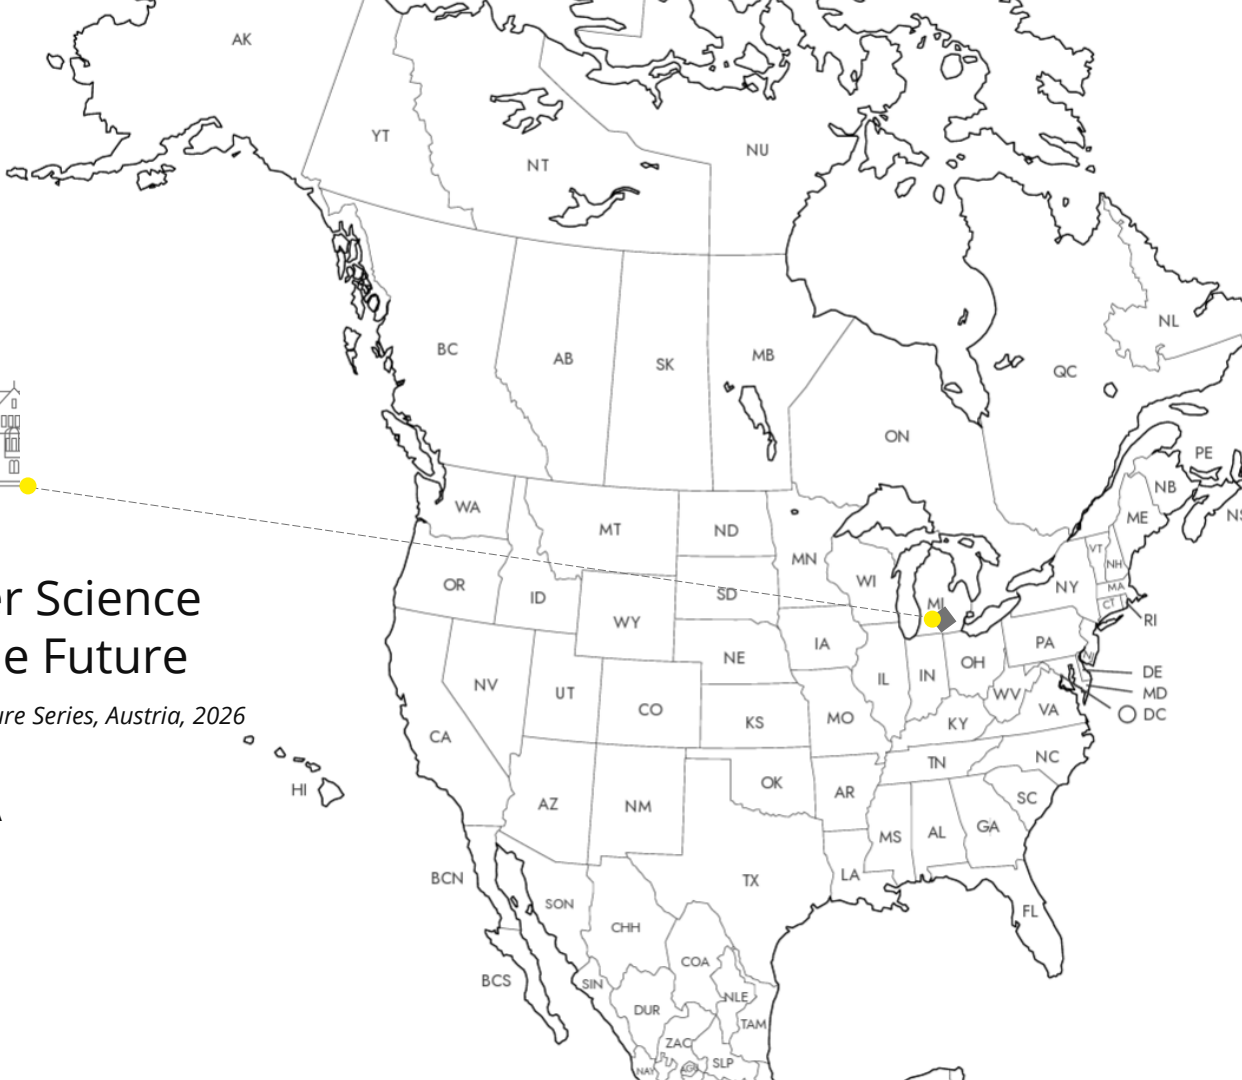 AK
YT
NT
NU
BC
AB
SK
MB
NL
QC
ON
PE
NB
NS
ME
WA
MT
ND
MN
VT
NH
WI
NY
MA
OR
ID
SD
MI
CT
RI
er Science
WY
IA
PA
OH
NE
IN
IL
NJ
e Future
DE
NV
UT
WV
MD
CO
VA
DC
ure Series, Austria, 2026
KS
MO
KY
CA
TN
NC
HI
OK
AR
SC
AZ
NM
GA
AL
MS
BCN
TX
LA
SON
FL
CHH
COA
BCS
SIN
NLE
DUR
TAM
ZAC
SLP
NAY